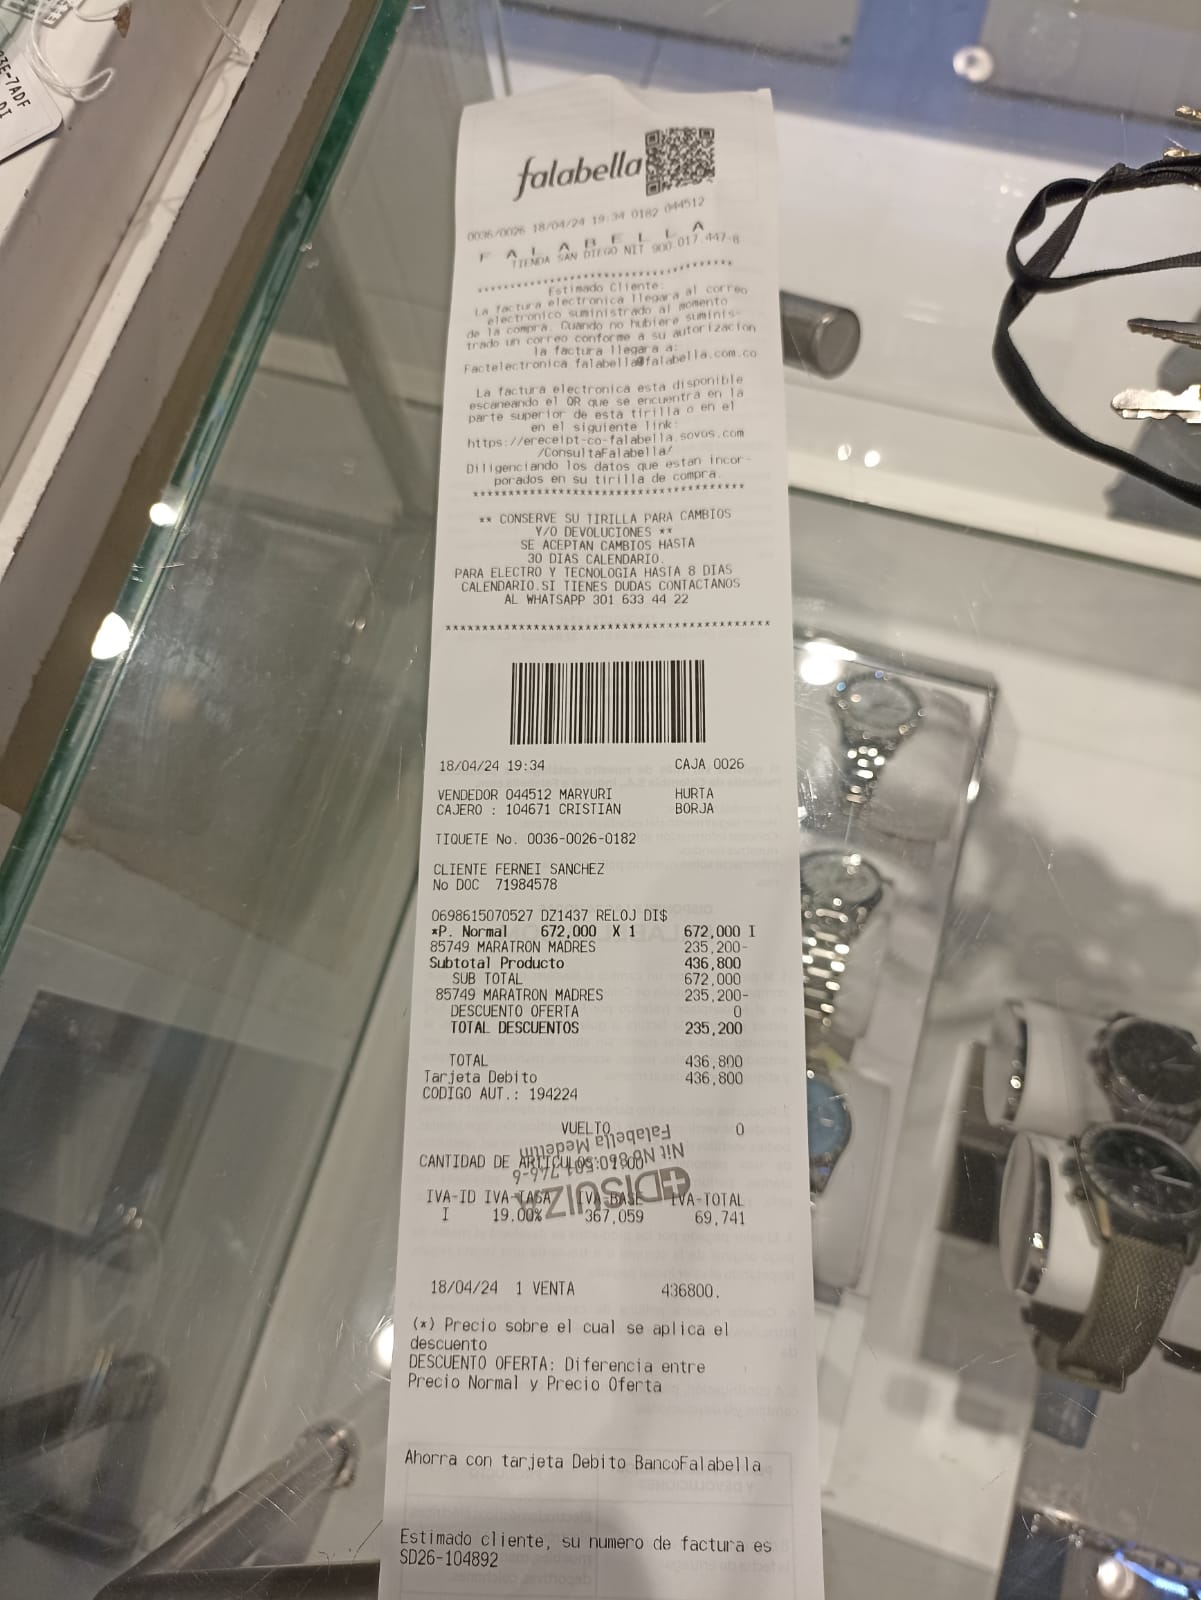 falabella
0036/0026 18/04/24 19:34 0182 044512
F A L A B E L L A
TIENDA SAN DIEGO NIT 900.017.447-8
****************************************
Estimado Cliente:
La factura electronica llegara al correo
electronico suministrado al momento
de la compra. Cuando no hubiere suminis-
trado un correo conforme a su autorizacion
la factura llegara a:
Factelectronica_falabella@falabella.com.co
La factura electronica esta disponible
escaneando el QR que se encuentra en la
parte superior de esta tirilla o en el
en el siguiente link:
https://ereceipt-co-falabella.sovos.com
/ConsultaFalabella/
Diligenciando los datos que estan incor-
porados en su tirilla de compra.
****************************************
** CONSERVE SU TIRILLA PARA CAMBIOS
Y/O DEVOLUCIONES **
SE ACEPTAN CAMBIOS HASTA
30 DIAS CALENDARIO.
PARA ELECTRO Y TECNOLOGIA HASTA 8 DIAS
CALENDARIO.SI TIENES DUDAS CONTACTANOS
AL WHATSAPP 301 633 44 22
********************************************
18/04/24 19:34 CAJA 0026
VENDEDOR 044512 MARYURI HURTA
CAJERO : 104671 CRISTIAN BORJA
TIQUETE No. 0036-0026-0182
CLIENTE FERNEI SANCHEZ
No DOC 71984578
0698615070527 DZ1437 RELOJ DI$
*P. Normal 672,000 X 1 672,000 I
85749 MARATRON MADRES 235,200-
Subtotal Producto 436,800
SUB TOTAL 672,000
85749 MARATRON MADRES 235,200-
DESCUENTO OFERTA 0
TOTAL DESCUENTOS 235,200
TOTAL 436,800
Tarjeta Debito 436,800
CODIGO AUT.: 194224
VUELTO 0
Falabella Medellin
CANTIDAD DE ARTICULOS:01900
Nit No 860.501.746-6
DISUIZA
IVA-ID IVA-TASA IVA-BASE IVA-TOTAL
I 19.00% 367,059 69,741
18/04/24 1 VENTA 436800.
(*) Precio sobre el cual se aplica el
descuento
DESCUENTO OFERTA: Diferencia entre
Precio Normal y Precio Oferta
Ahorra con tarjeta Debito BancoFalabella
Estimado cliente, su numero de factura es
SD26-104892